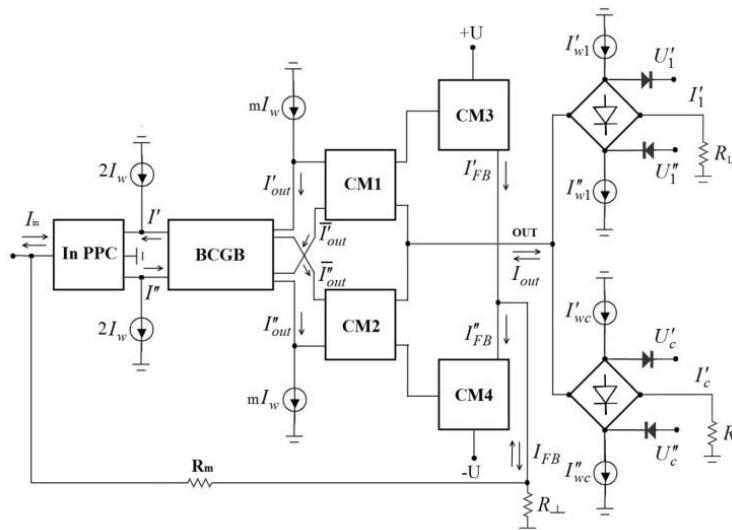 +U
I'w1
U'1
mIw
CM3
I'1
2Iw
I'out
CM1
I'FB
RL
Iin
I'
U''1
I''w1
In PPC
BCGB
Ī'out
OUT
Iout
I''
Ī''out
I'wc
2Iw
I''out
CM2
I''FB
U'c
mIw
CM4
I'c
R
U''c
-U
I''wc
Rm
IFB
R⊥